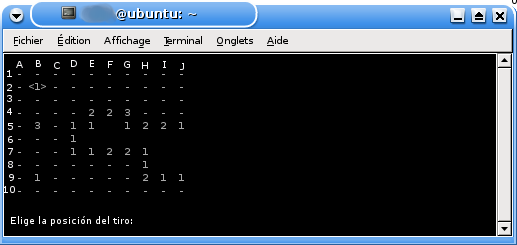 @ubuntu: ~
Fichier Édition Affichage Terminal Onglets Aide
A B C D E F G H I J
1- - - - - - - - - -
2- <1> - - - - - - - -
3- - - - - - - - - -
4- - - - 2 2 3 - - -
5- 3 - 1 1 1 2 2 1
6- - - 1
7- - - 1 1 2 2 1
8- - - - - - - 1
9- 1 - - - - - 2 1 1
10- - - - - - - - - -
Elige la posición del tiro: